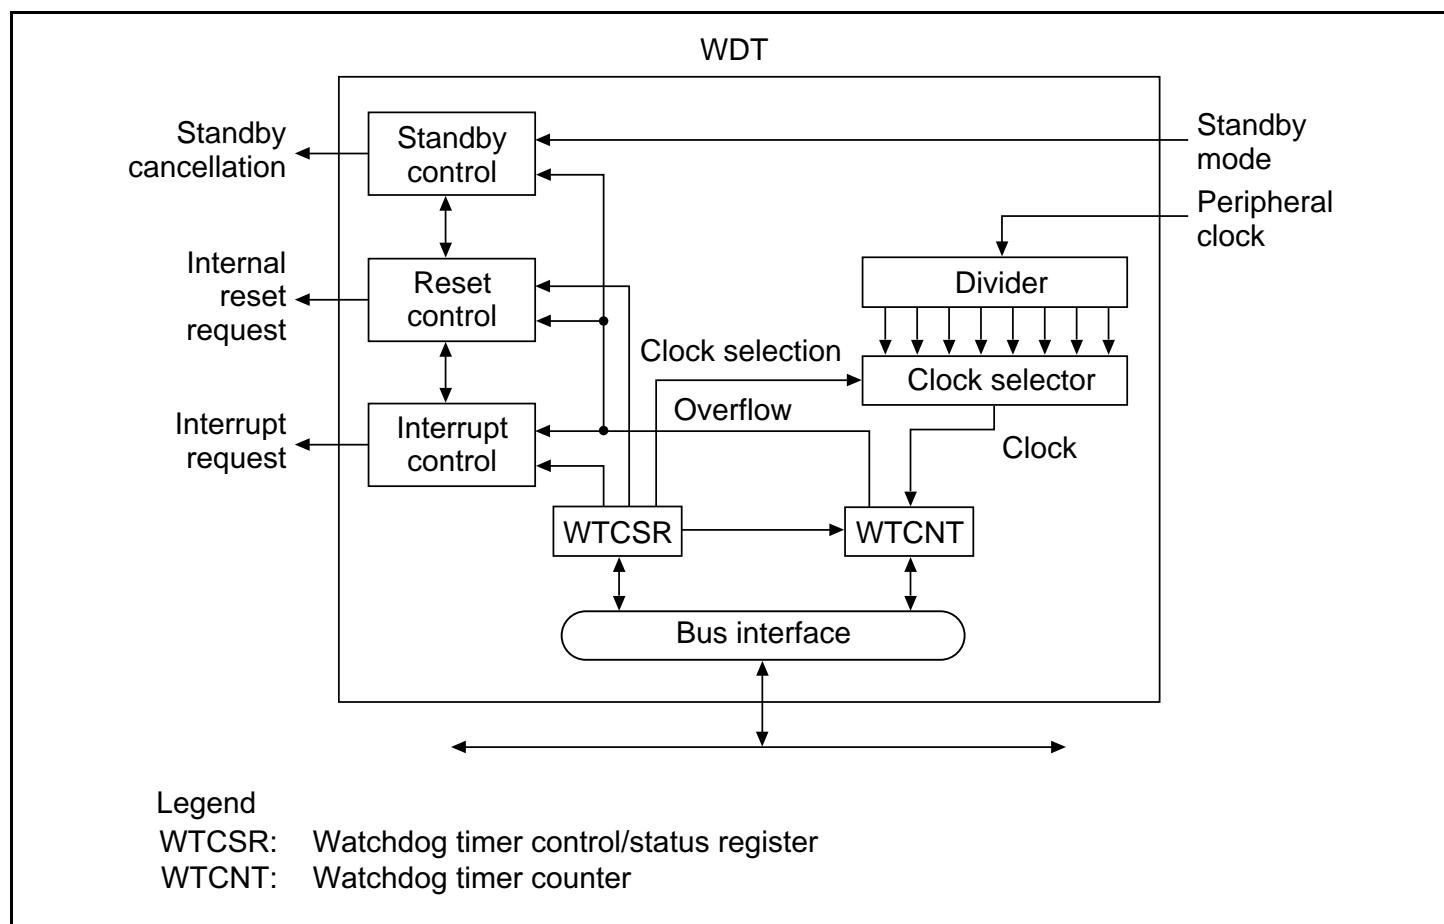 WDT
Standby
cancellation
Standby
control
Standby
mode
Peripheral
clock
Internal
reset
request
Reset
control
Divider
Clock selection
Clock selector
Overflow
Interrupt
request
Interrupt
control
Clock
WTCSR
WTCNT
Bus interface
Legend
WTCSR: Watchdog timer control/status register
WTCNT: Watchdog timer counter